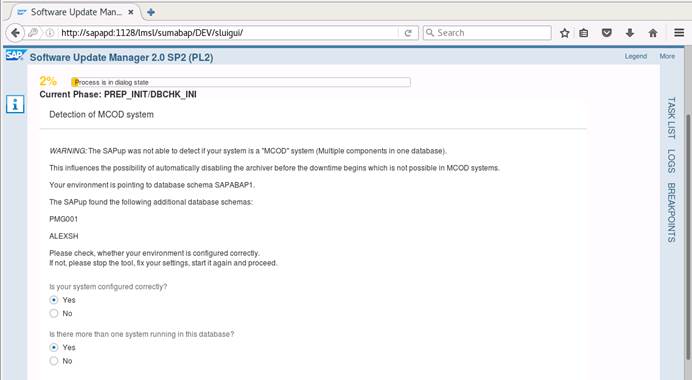 Software Update Man...
http://sapapd:1128/lmsl/sumabap/DEV/sluigui/
Search
SAP
Software Update Manager 2.0 SP2 (PL2)
Legend
More
2%
Process is in dialog state
Current Phase: PREP_INIT/DBCHK_INI
Detection of MCOD system
WARNING: The SAPup was not able to detect if your system is a "MCOD" system (Multiple components in one database).
This influences the possibility of automatically disabling the archiver before the downtime begins which is not possible in MCOD systems.
Your environment is pointing to database schema SAPABAP1.
The SAPup found the following additional database schemas:
PMG001
ALEXSH
Please check, whether your environment is configured correctly.
If not, please stop the tool, fix your settings, start it again and proceed.
Is your system configured correctly?
Yes
No
Is there more than one system running in this database?
Yes
No
TASK LIST
LOGS
BREAKPOINTS